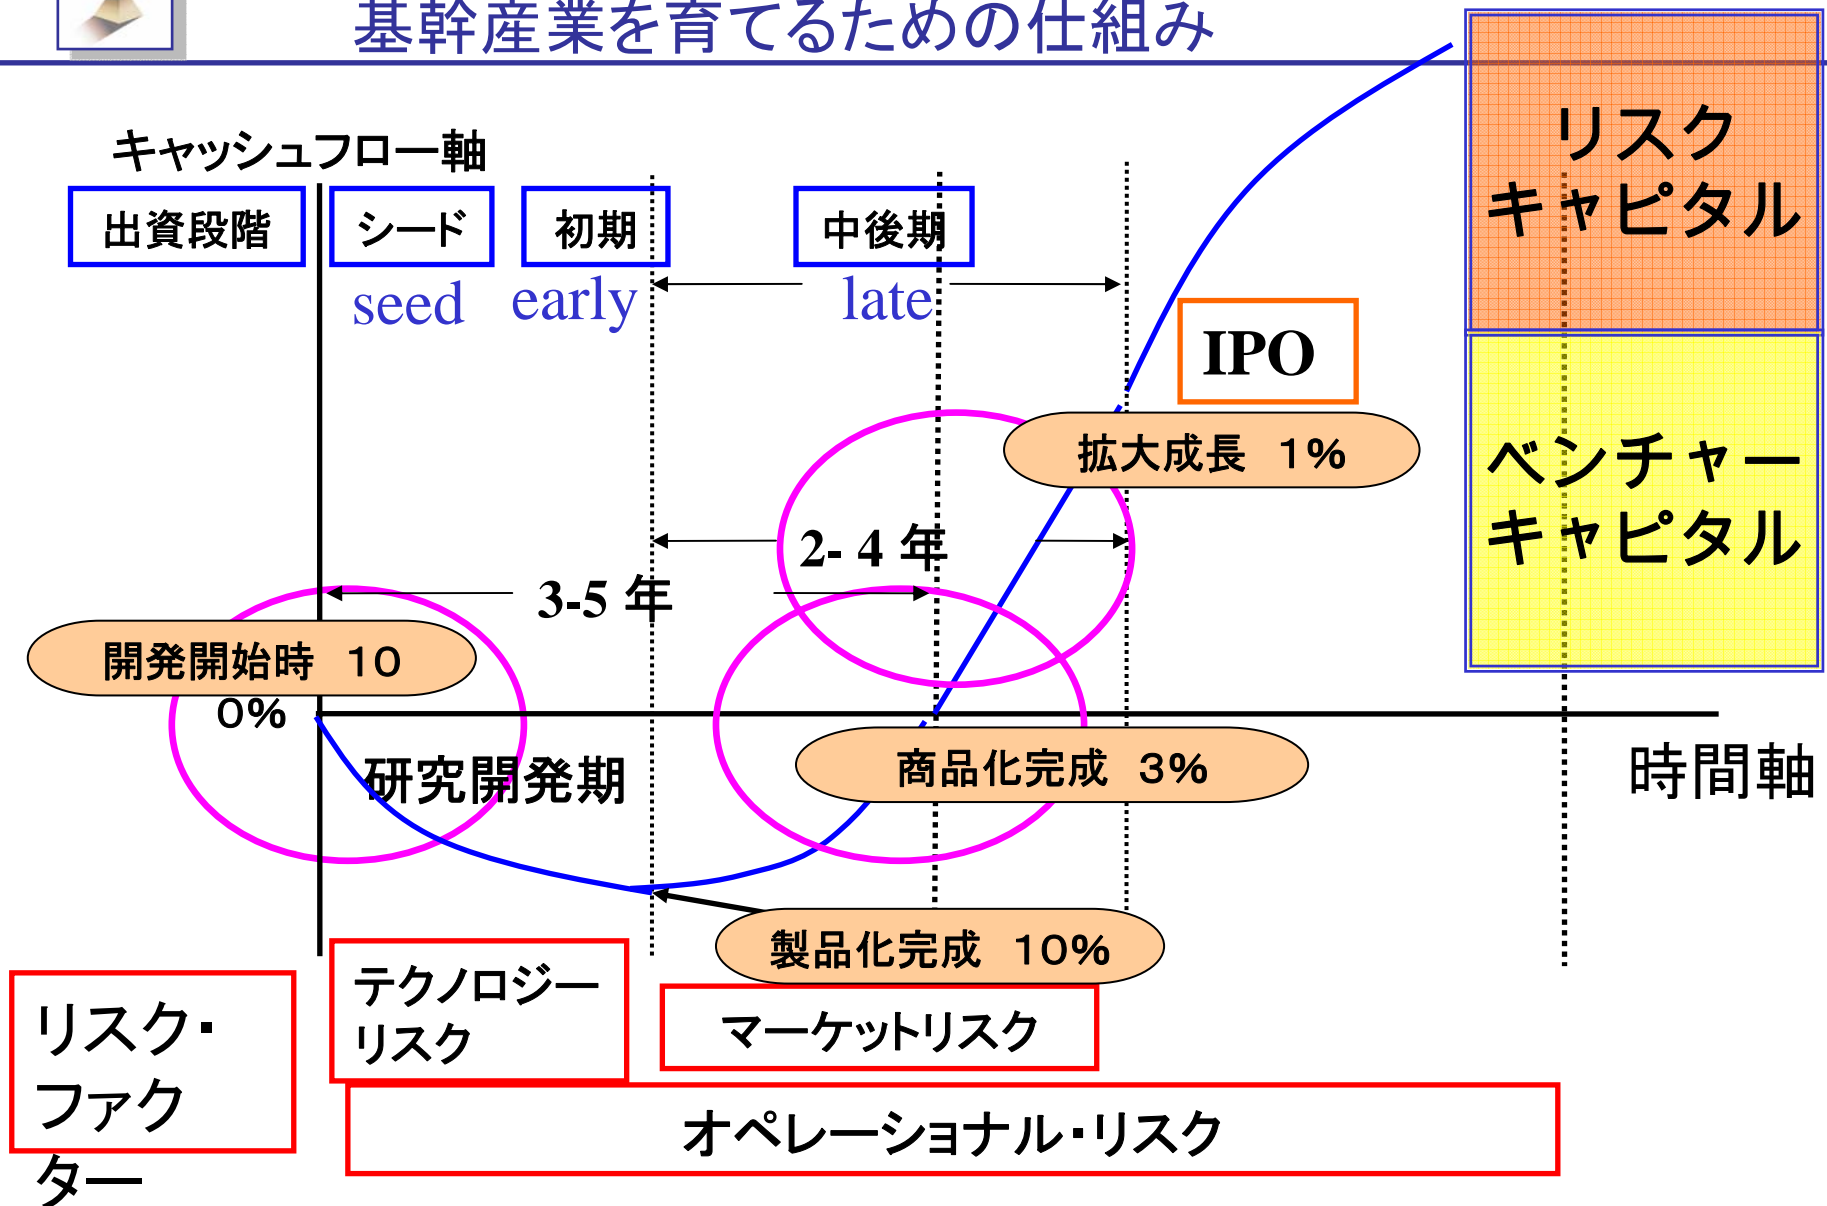 基幹産業を育てるための仕組み
キャッシュフロー軸
出資段階
シード
初期
中後期
seed
early
late
IPO
リスク
キャピタル
ベンチャー
キャピタル
拡大成長 1%
2- 4 年
3-5 年
開発開始時 10
0%
研究開発期
商品化完成 3%
時間軸
製品化完成 10%
テクノロジー
リスク
マーケットリスク
リスク・
ファク
ター
オペレーショナル・リスク